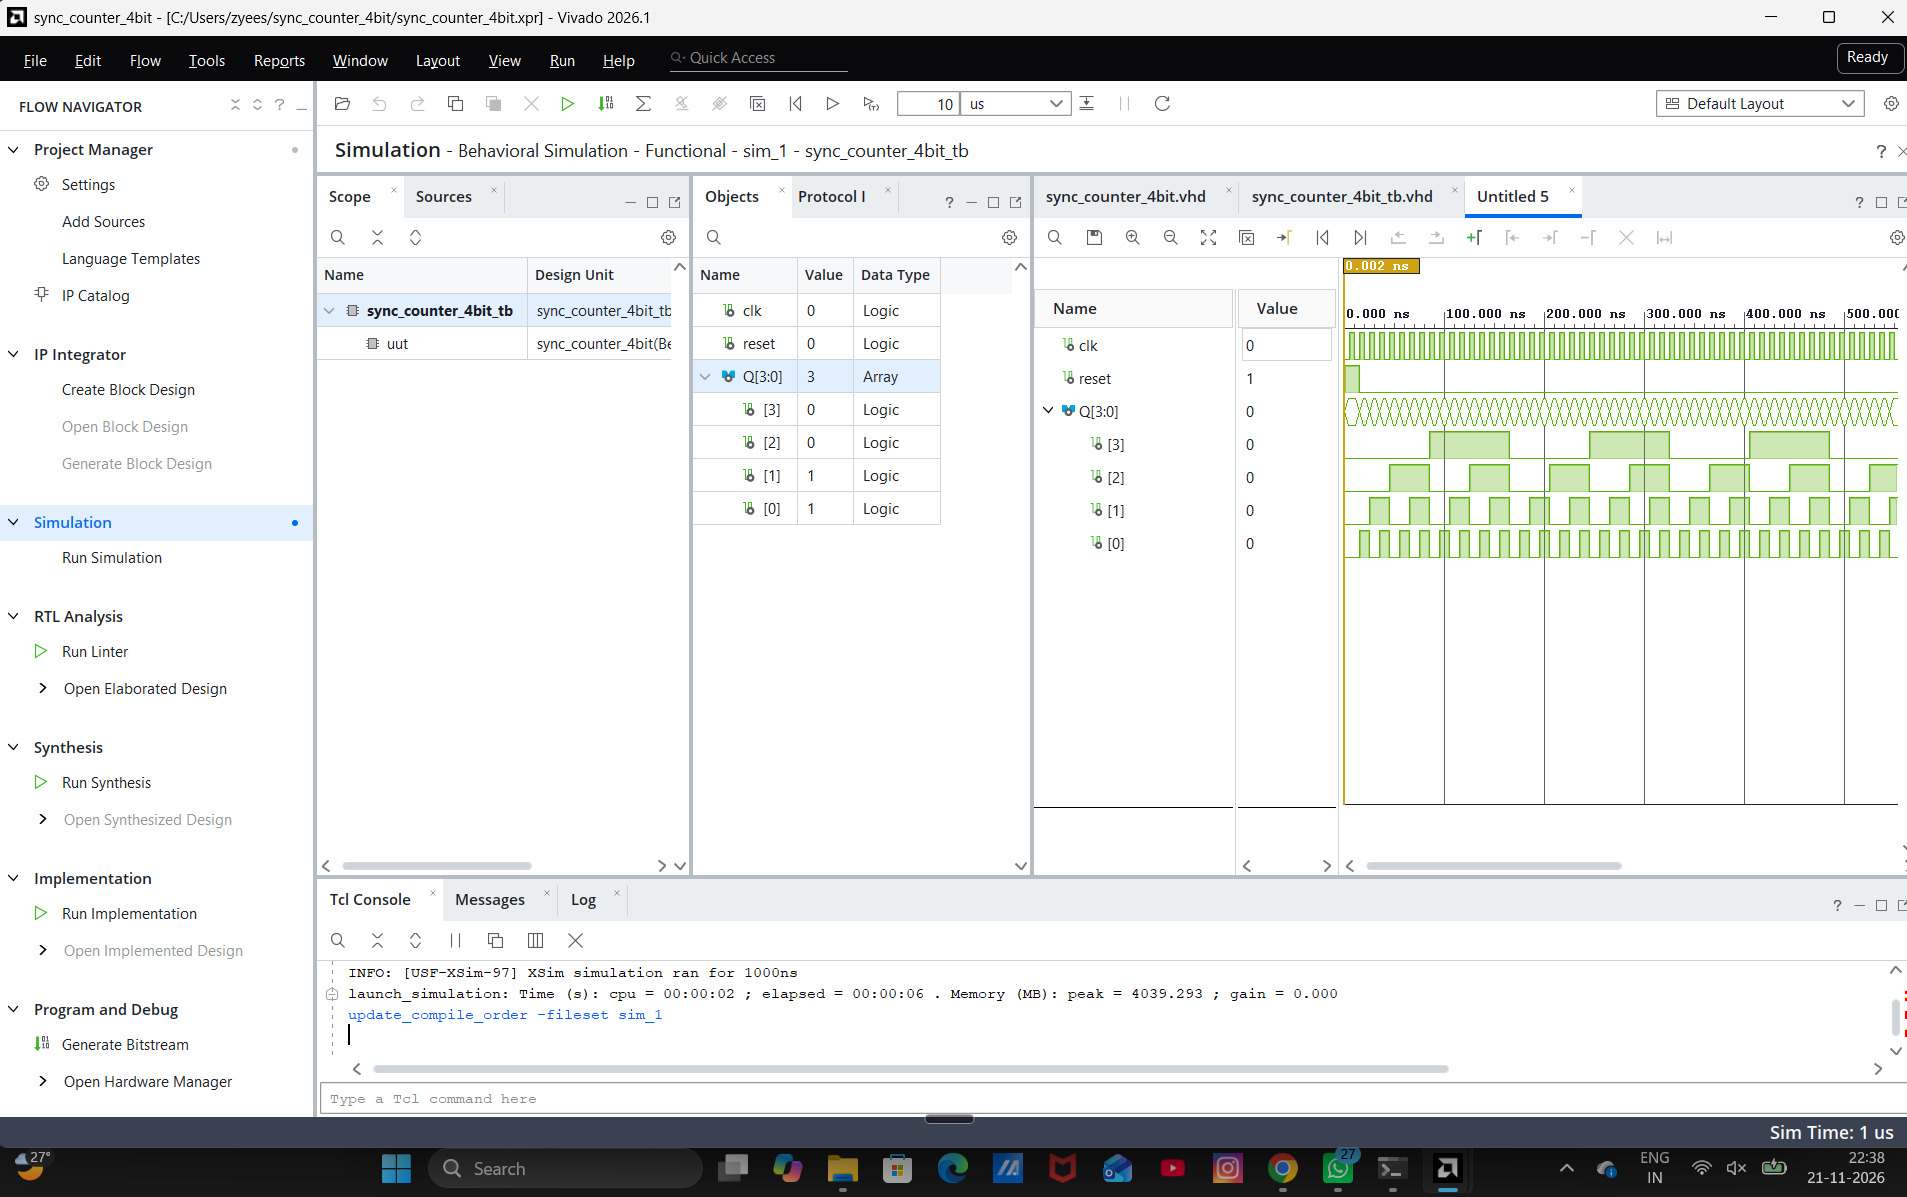 sync_counter_4bit - [C:/Users/zyees/sync_counter_4bit/sync_counter_4bit.xpr] - Vivado 2026.1
File Edit Flow Tools Reports Window Layout View Run Help Quick Access Ready
FLOW NAVIGATOR ?
10 us Default Layout
Simulation - Behavioral Simulation - Functional - sim_1 - sync_counter_4bit_tb ?
Project Manager
Settings
Add Sources
Language Templates
IP Catalog
IP Integrator
Create Block Design
Open Block Design
Generate Block Design
Simulation
Run Simulation
RTL Analysis
Run Linter
Open Elaborated Design
Synthesis
Run Synthesis
Open Synthesized Design
Implementation
Run Implementation
Open Implemented Design
Program and Debug
Generate Bitstream
Open Hardware Manager
Scope Sources
Name Design Unit
sync_counter_4bit_tb sync_counter_4bit_tb
uut sync_counter_4bit(Be
Objects Protocol I ?
Name Value Data Type
clk 0 Logic
reset 0 Logic
Q[3:0] 3 Array
[3] 0 Logic
[2] 0 Logic
[1] 1 Logic
[0] 1 Logic
sync_counter_4bit.vhd sync_counter_4bit_tb.vhd Untitled 5 ?
0.002 ns
Name Value
0.000 ns 100.000 ns 200.000 ns 300.000 ns 400.000 ns 500.00
clk 0
reset 1
Q[3:0] 0
[3] 0
[2] 0
[1] 0
[0] 0
Tcl Console Messages Log ?
INFO: [USF-XSim-97] XSim simulation ran for 1000ns
launch_simulation: Time (s): cpu = 00:00:02 ; elapsed = 00:00:06 . Memory (MB): peak = 4039.293 ; gain = 0.000
update_compile_order -fileset sim_1
Type a Tcl command here
Sim Time: 1 us
27°
Search
27
ENG
IN
22:38
21-11-2026